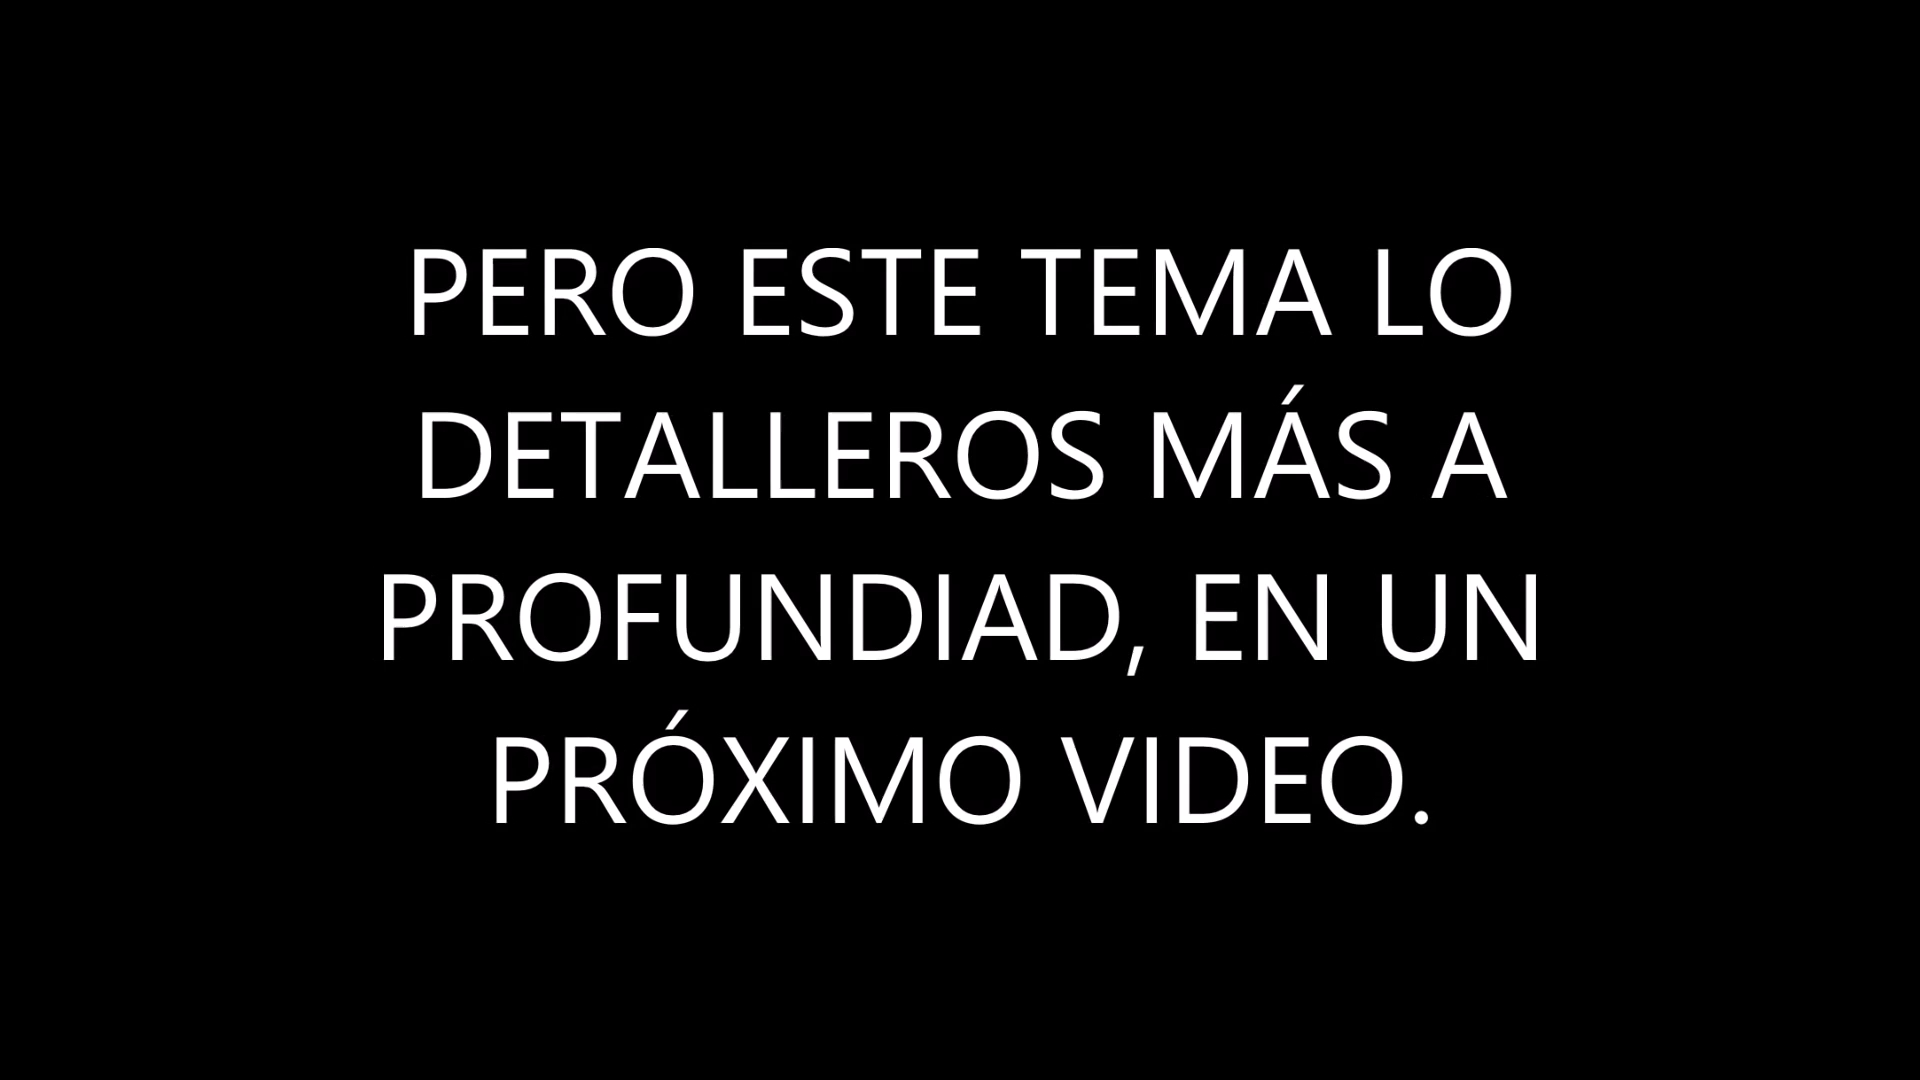 PERO ESTE TEMA LO
DETALLEROS MÁS A
PROFUNDIAD, EN UN
PRÓXIMO VIDEO.